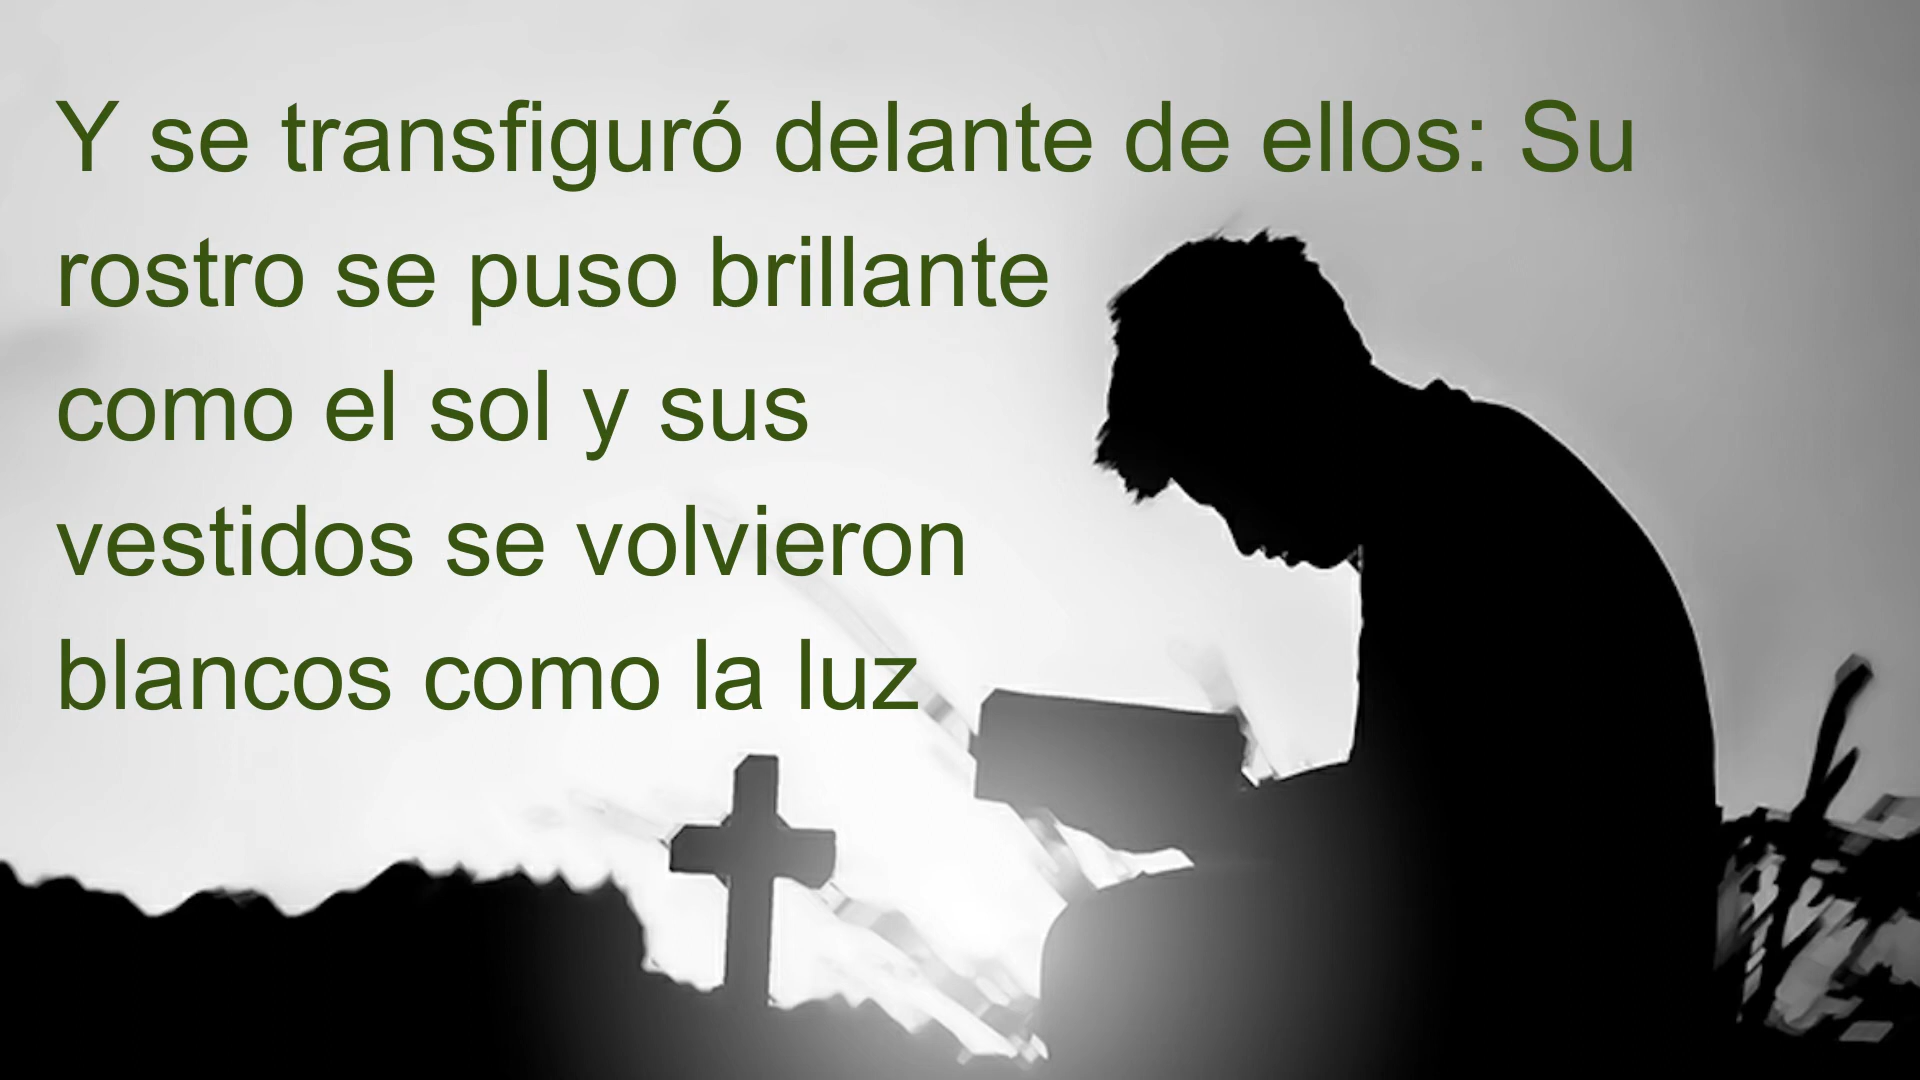 Y se transfiguró delante de ellos: Su
rostro se puso brillante
como el sol y sus
vestidos se volvieron
blancos como la luz